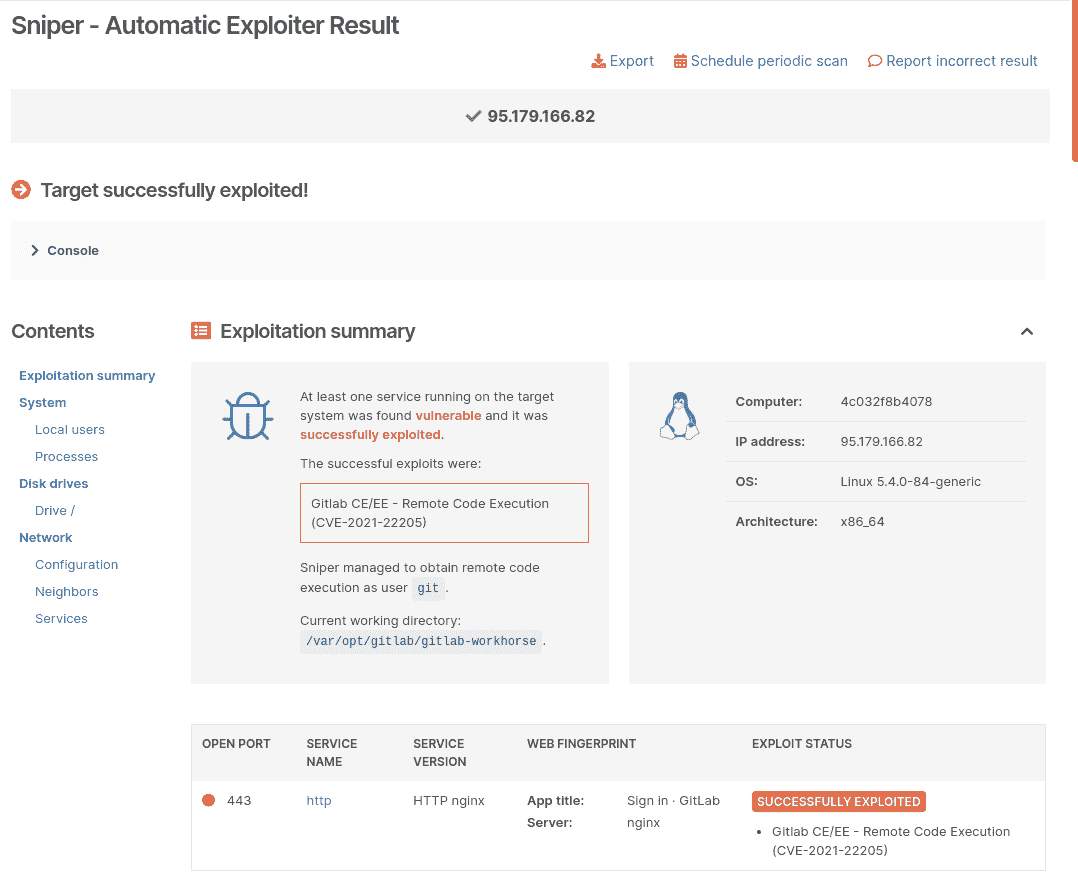 Sniper - Automatic Exploiter Result
Export
Schedule periodic scan
Report incorrect result
95.179.166.82
Target successfully exploited!
Console
Contents
Exploitation summary
System
Local users
Processes
Disk drives
Drive /
Network
Configuration
Neighbors
Services
Exploitation summary
At least one service running on the target
system was found vulnerable and it was
successfully exploited.
The successful exploits were:
Gitlab CE/EE - Remote Code Execution
(CVE-2021-22205)
Sniper managed to obtain remote code
execution as user git.
Current working directory:
/var/opt/gitlab/gitlab-workhorse.
Computer: 4c032f8b4078
IP address: 95.179.166.82
OS: Linux 5.4.0-84-generic
Architecture: x86_64
OPEN PORT
SERVICE
NAME
SERVICE
VERSION
WEB FINGERPRINT
EXPLOIT STATUS
443
http
HTTP nginx
App title: Sign in · GitLab
Server: nginx
SUCCESSFULLY EXPLOITED
• Gitlab CE/EE - Remote Code Execution
(CVE-2021-22205)